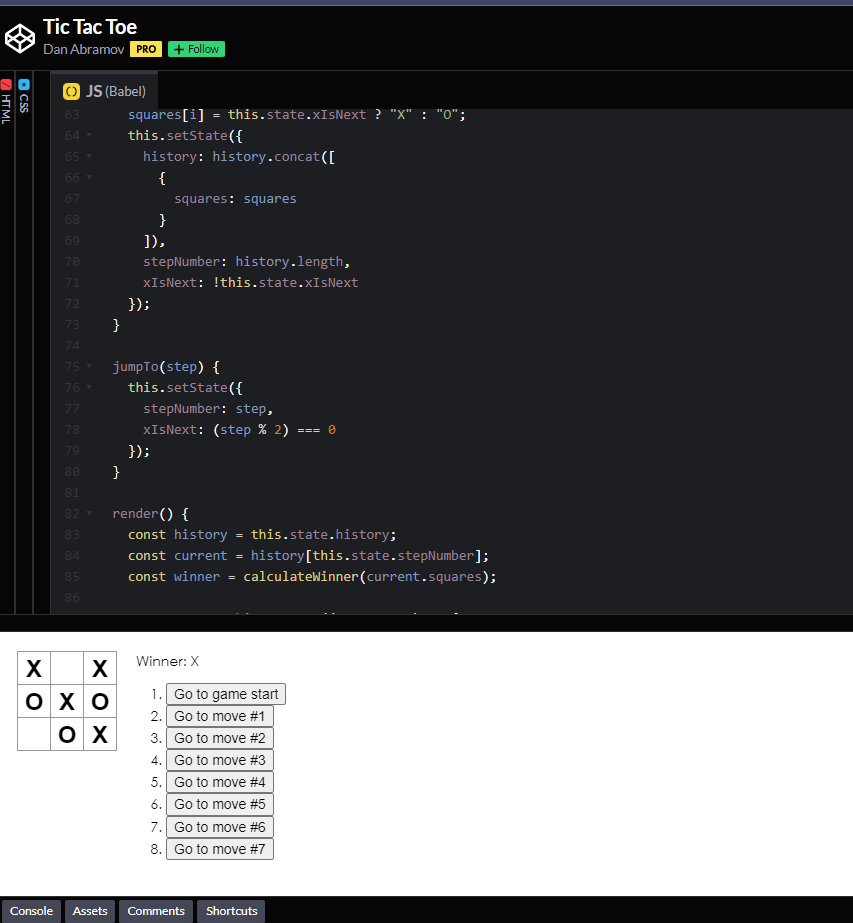 Tic Tac Toe
Dan Abramov PRO + Follow
HTML
CSS
JS (Babel)
63 squares[i] = this.state.xIsNext ? "X" : "O";
64 this.setState({
65 history: history.concat([
66 {
67 squares: squares
68 }
69 ]),
70 stepNumber: history.length,
71 xIsNext: !this.state.xIsNext
72 });
73 }
74
75 jumpTo(step) {
76 this.setState({
77 stepNumber: step,
78 xIsNext: (step % 2) === 0
79 });
80 }
81
82 render() {
83 const history = this.state.history;
84 const current = history[this.state.stepNumber];
85 const winner = calculateWinner(current.squares);
86
X X
O X O
O X
Winner: X
1. Go to game start
2. Go to move #1
3. Go to move #2
4. Go to move #3
5. Go to move #4
6. Go to move #5
7. Go to move #6
8. Go to move #7
Console Assets Comments Shortcuts